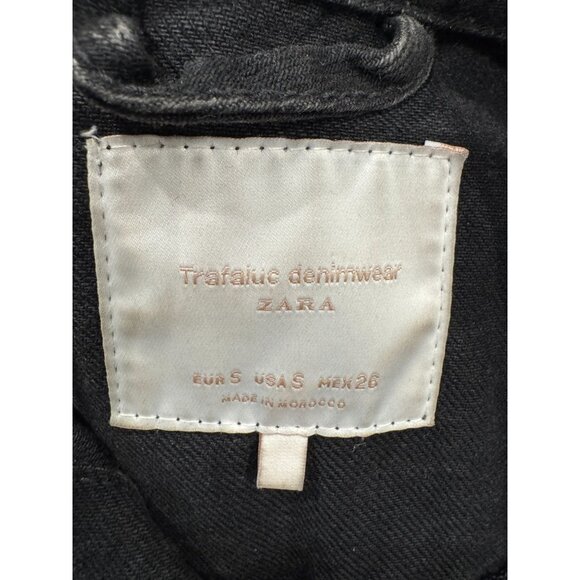 Trafaluc denimwear
ZARA
EUR S USA S MEX 26
MADE IN MOROCCO